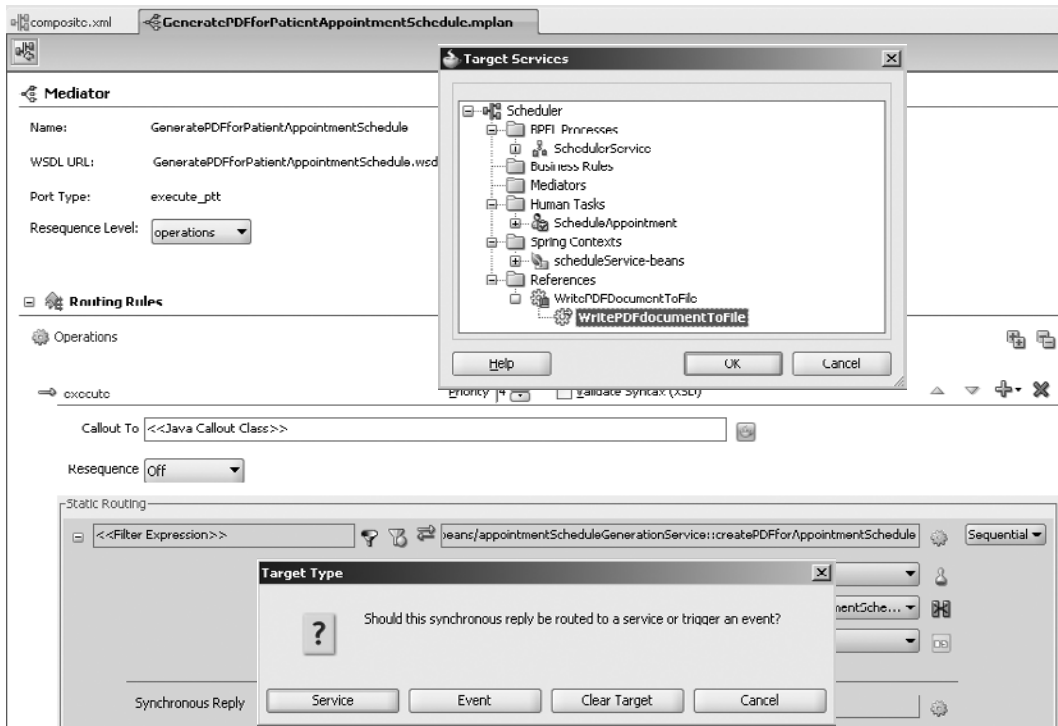 composite.xml
GeneratePDFforPatientAppointmentSchedule.mplan
Target Services
Mediator
Name: GeneratePDFforPatientAppointmentSchedule
WSDL URL: GeneratePDFforPatientAppointmentSchedule.wsd
Port Type: execute_ptt
Resequence Level: operations
Scheduler
BPEL Processes
SchedulerService
Business Rules
Mediators
Human Tasks
ScheduleAppointment
Spring Contexts
scheduleService-beans
References
WritePDFDocumentToFile
WritePDFdocumentToFile
Help OK Cancel
Routing Rules
Operations
execute Priority 4 Validate Syntax (XSD)
Callout To <<Java Callout Class>>
Resequence Off
Static Routing
<<Filter Expression>> beans/appointmentScheduleGenerationService::createPDFforAppointmentSchedule Sequential
Target Type
Should this synchronous reply be routed to a service or trigger an event?
mentSche...
Service Event Clear Target Cancel
Synchronous Reply